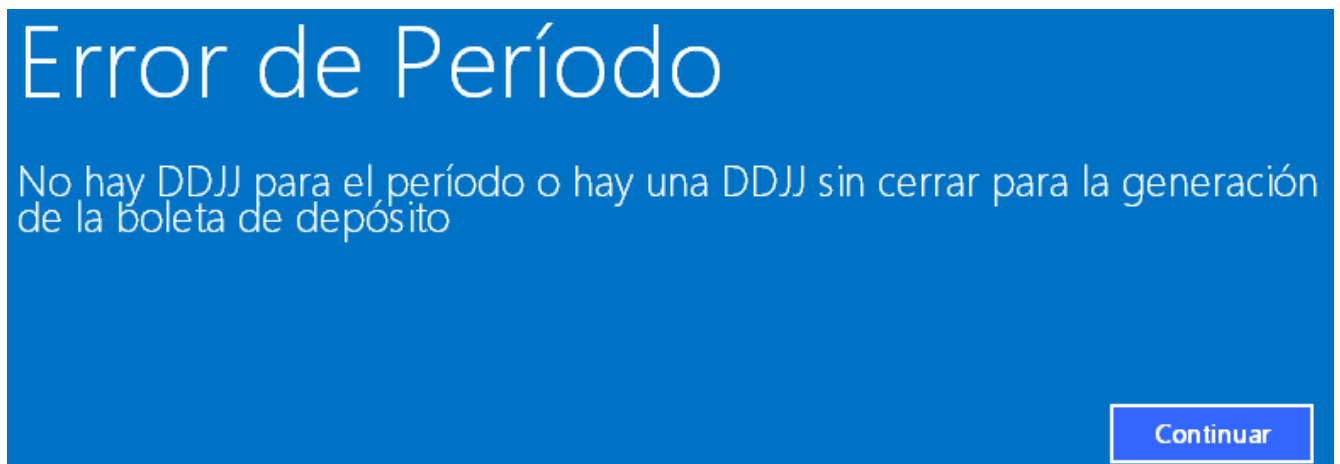 Error de Período
No hay DDJJ para el período o hay una DDJJ sin cerrar para la generación
de la boleta de depósito
Continuar